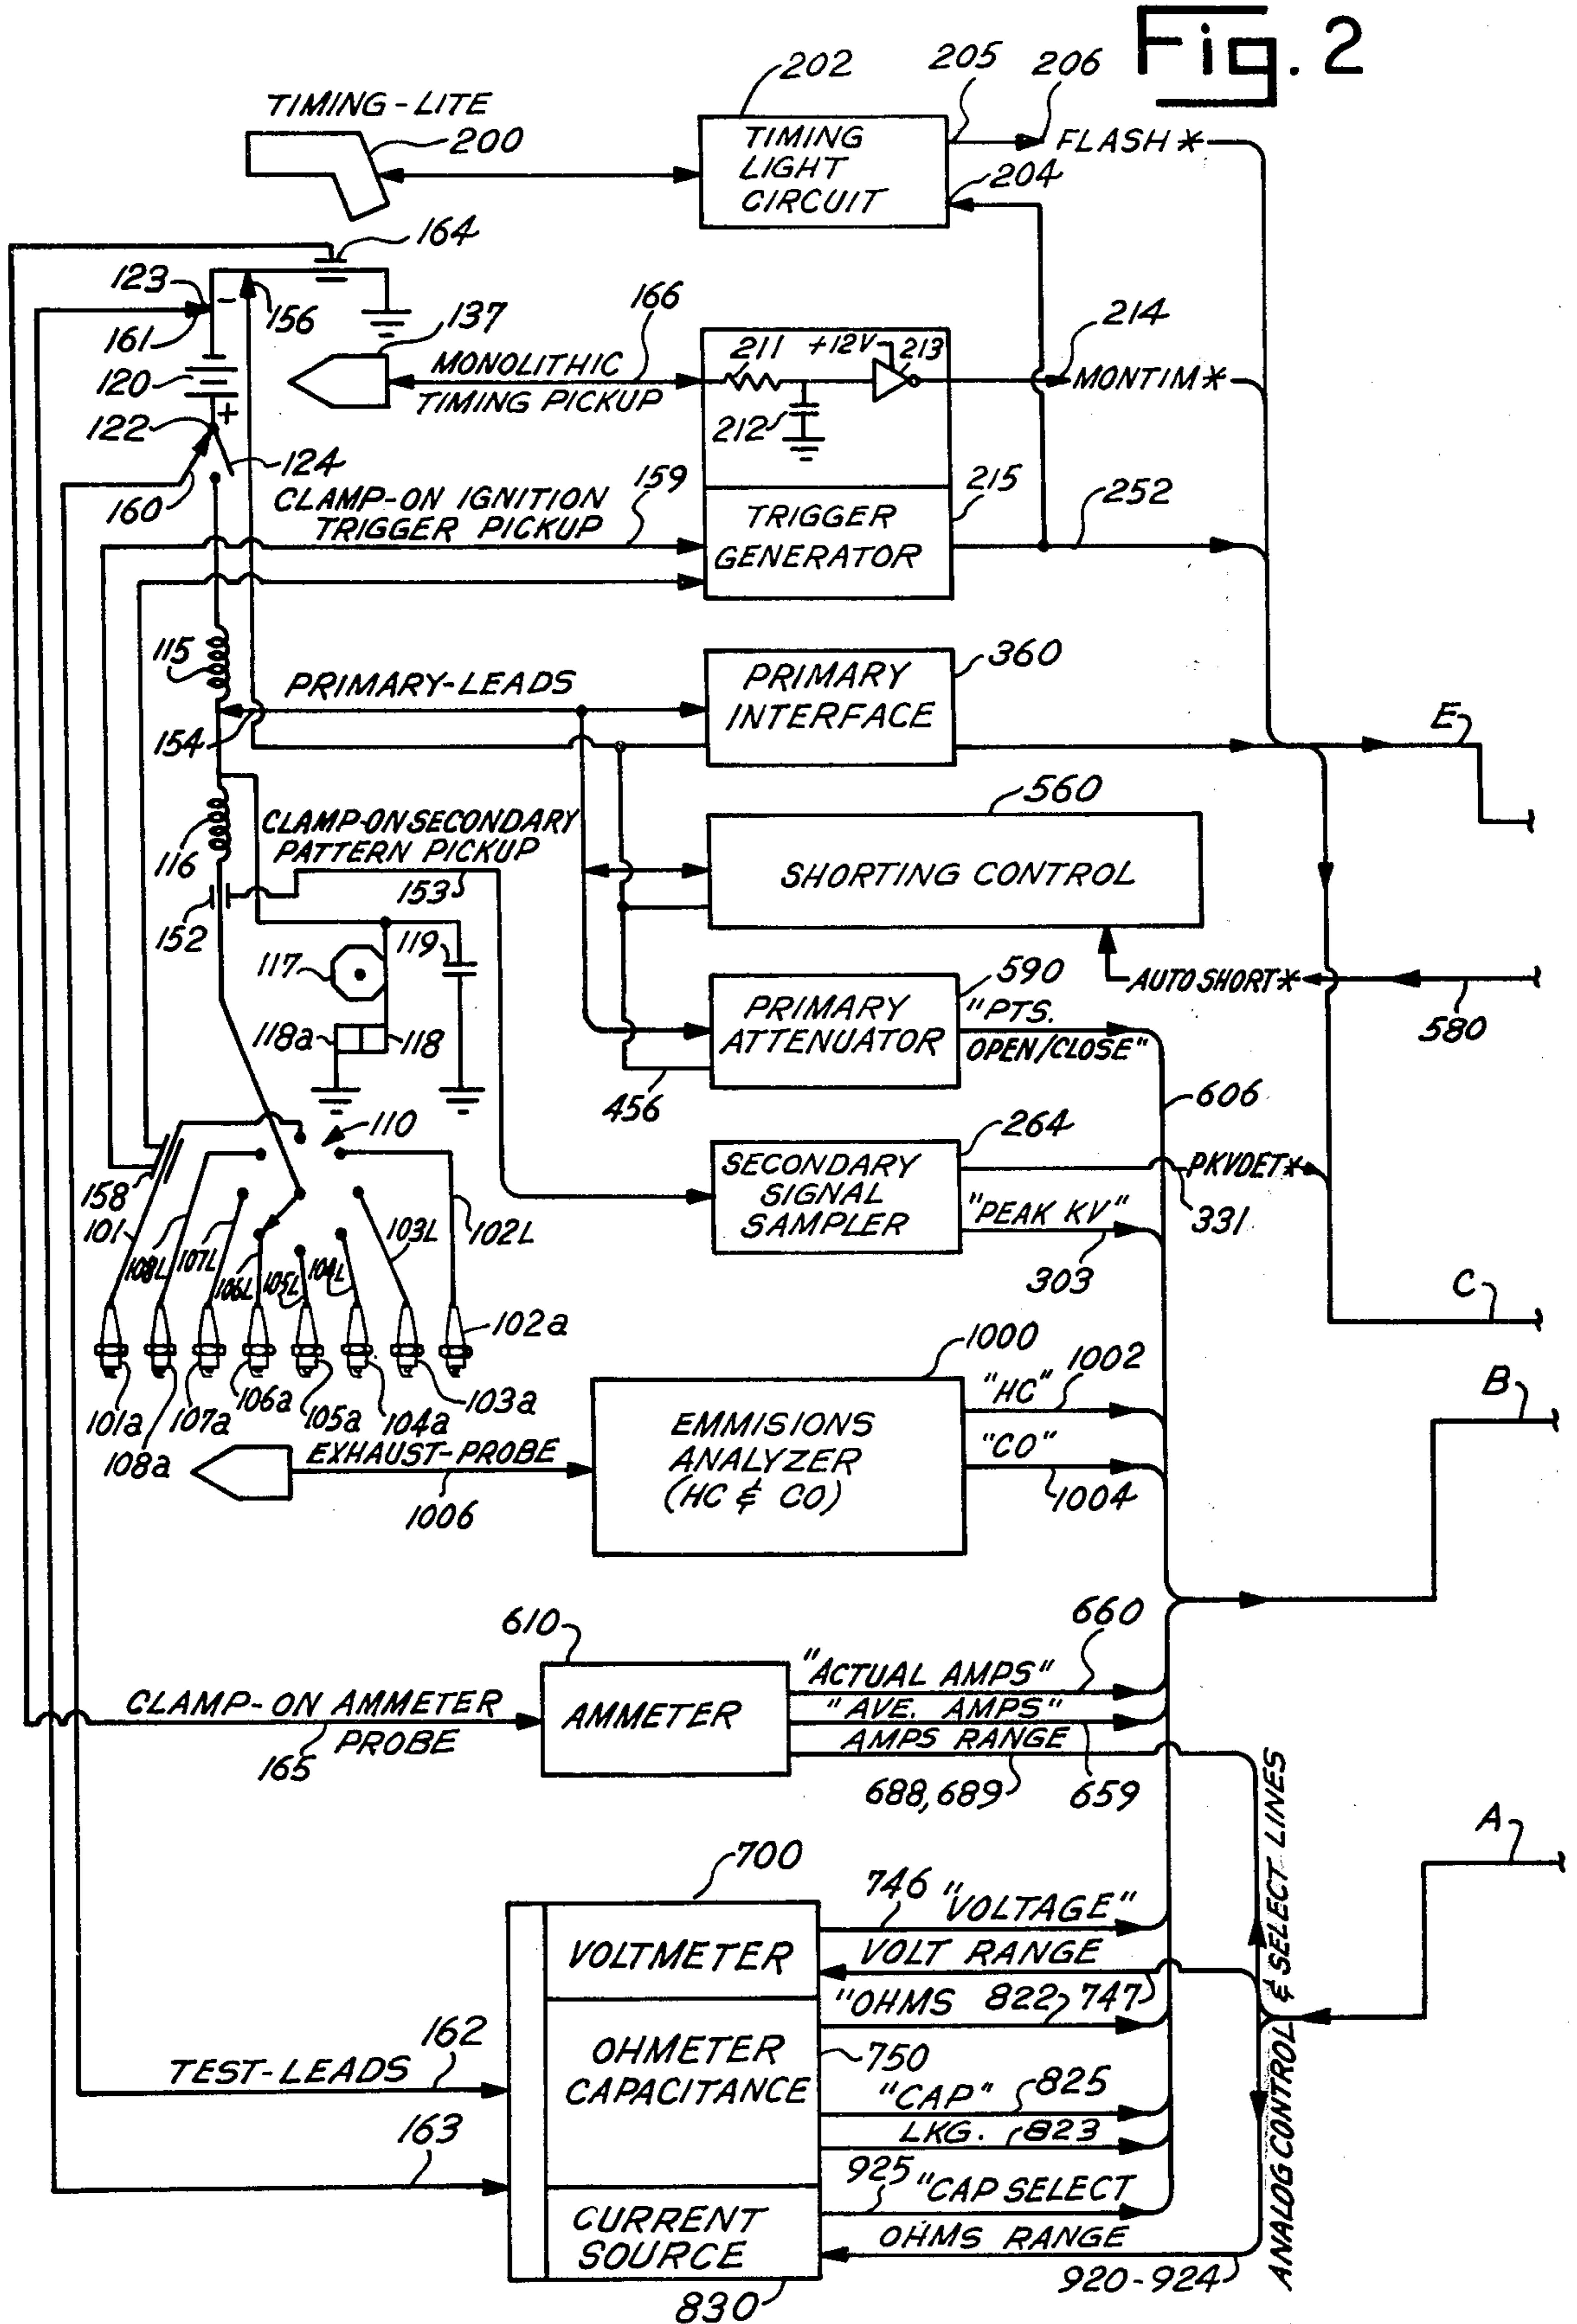 Fig. 2
TIMING-LITE
200
202
205
206
TIMING
LIGHT
CIRCUIT
FLASH*
204
164
123
-
156
161
137
166
MONOLITHIC
TIMING PICKUP
211
+12V
213
214
MONTIM*
212
120
+
122
124
160
CLAMP-ON IGNITION
TRIGGER PICKUP
159
215
252
TRIGGER
GENERATOR
115
PRIMARY-LEADS
154
360
PRIMARY
INTERFACE
E
116
CLAMP-ON SECONDARY
PATTERN PICKUP
153
152
560
SHORTING CONTROL
117
119
118a
118
590
PRIMARY
ATTENUATOR
"PTS.
OPEN/CLOSE"
AUTO SHORT*
580
456
606
110
158
264
SECONDARY
SIGNAL
SAMPLER
PKVDET*
331
"PEAK KV"
303
101
108L
107L
106L
105L
104L
103L
102L
C
102a
101a
108a
107a
106a
105a
104a
103a
1000
EMMISIONS
ANALYZER
(HC & CO)
"HC"
1002
"CO"
1004
B
EXHAUST-PROBE
1006
610
AMMETER
660
"ACTUAL AMPS"
"AVE. AMPS"
AMPS RANGE
688, 689
659
CLAMP-ON AMMETER
PROBE
165
A
ANALOG CONTROL & SELECT LINES
700
VOLTMETER
746
"VOLTAGE"
VOLT RANGE
"OHMS
822
747
OHMETER
CAPACITANCE
750
"CAP"
825
LKG.
823
925
"CAP SELECT
CURRENT
SOURCE
OHMS RANGE
920-924
830
TEST-LEADS
162
163